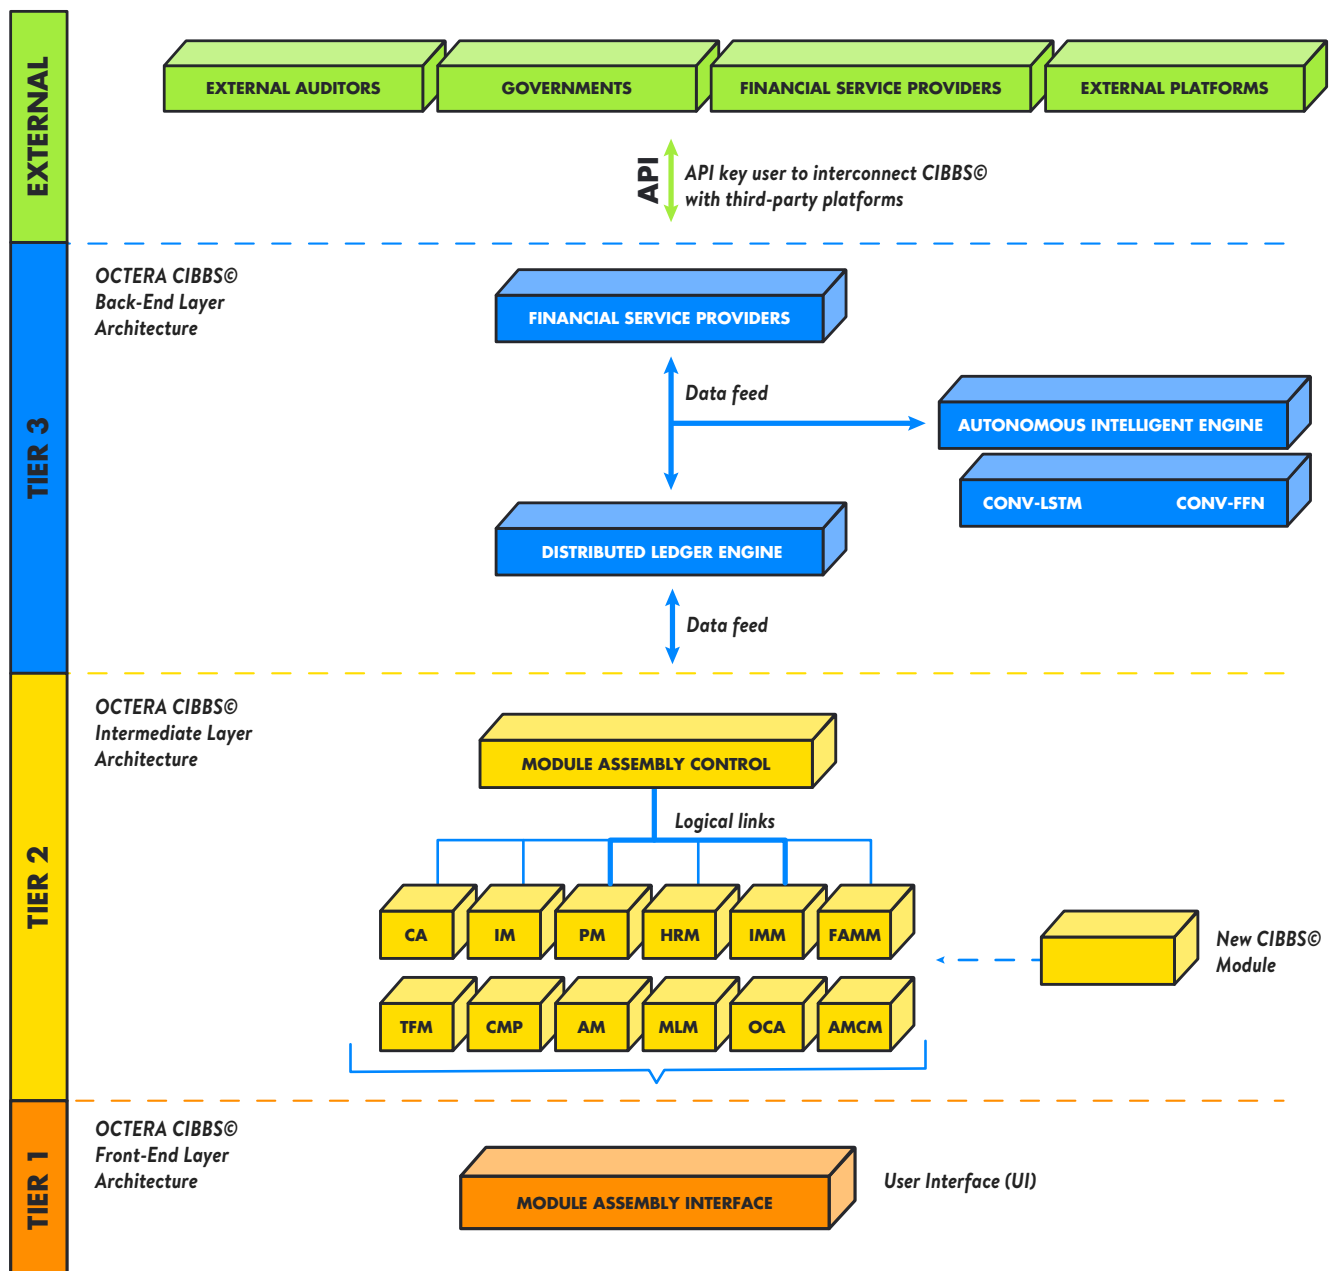 EXTERNAL
EXTERNAL AUDITORS
GOVERNMENTS
FINANCIAL SERVICE PROVIDERS
EXTERNAL PLATFORMS
API
API key user to interconnect CIBBS©
with third-party platforms
TIER 3
OCTERA CIBBS©
Back-End Layer
Architecture
FINANCIAL SERVICE PROVIDERS
Data feed
AUTONOMOUS INTELLIGENT ENGINE
CONV-LSTM CONV-FFN
DISTRIBUTED LEDGER ENGINE
Data feed
TIER 2
OCTERA CIBBS©
Intermediate Layer
Architecture
MODULE ASSEMBLY CONTROL
Logical links
CA IM PM HRM IMM FAMM
New CIBBS©
Module
TFM CMP AM MLM OCA AMCM
TIER 1
OCTERA CIBBS©
Front-End Layer
Architecture
MODULE ASSEMBLY INTERFACE
User Interface (UI)